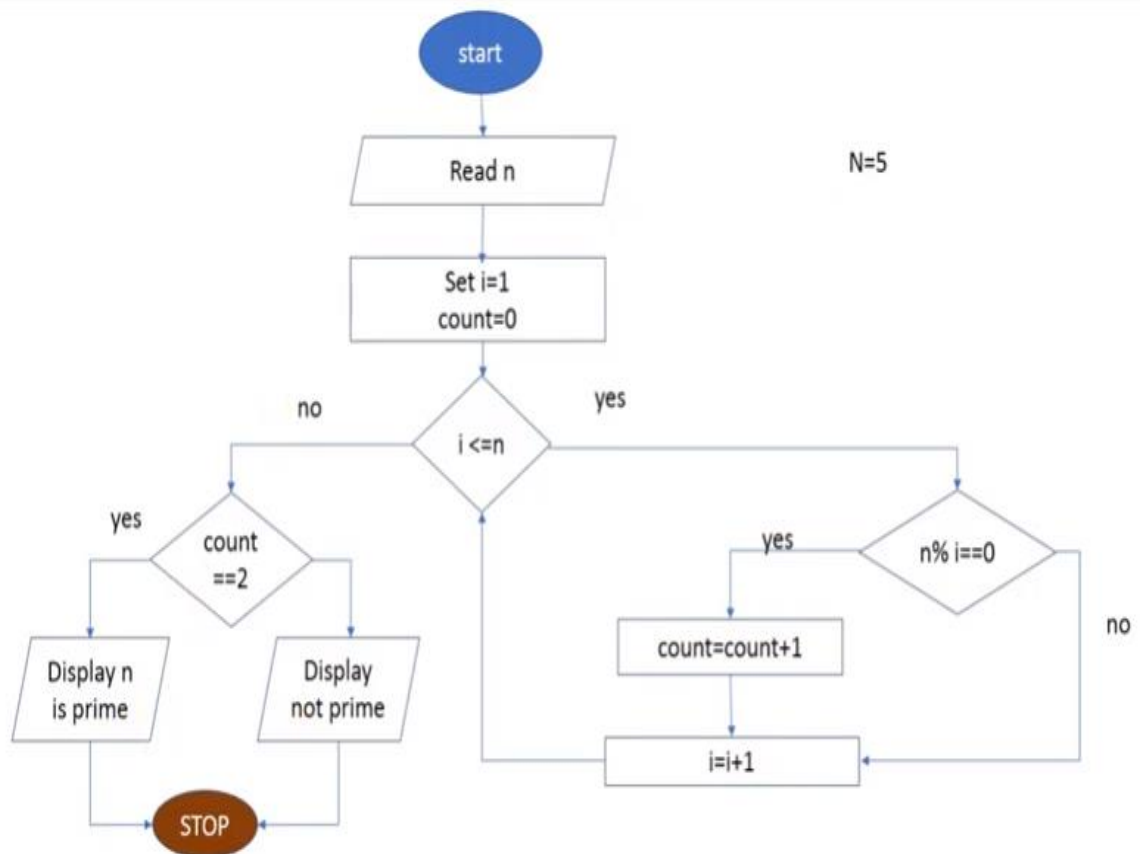 start
Read n
N=5
Set i=1
count=0
no
yes
i <=n
yes
count
==2
yes
n% i==0
no
count=count+1
Display n
is prime
Display
not prime
i=i+1
STOP